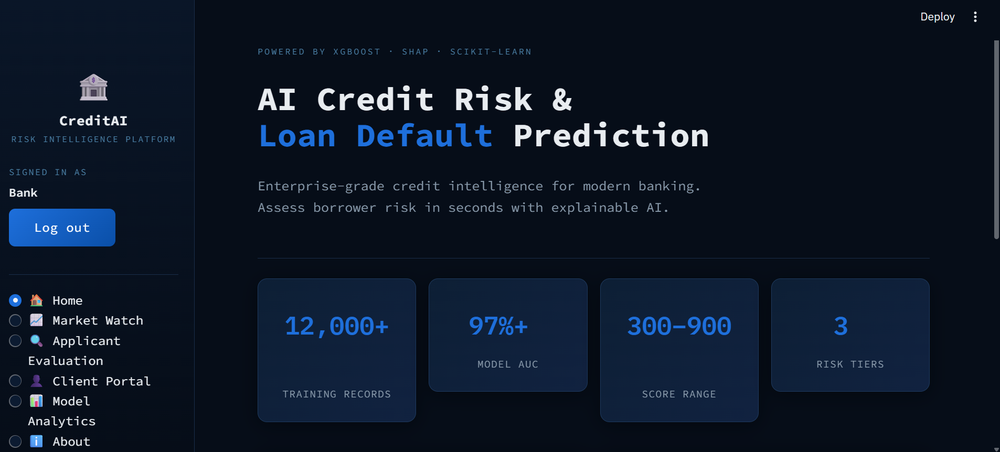 Deploy
CreditAI
RISK INTELLIGENCE PLATFORM
SIGNED IN AS
Bank
Log out
Home
Market Watch
Applicant
Evaluation
Client Portal
Model
Analytics
About
POWERED BY XGBOOST · SHAP · SCIKIT-LEARN
AI Credit Risk &
Loan Default Prediction
Enterprise-grade credit intelligence for modern banking.
Assess borrower risk in seconds with explainable AI.
12,000+
TRAINING RECORDS
97%+
MODEL AUC
300–900
SCORE RANGE
3
RISK TIERS